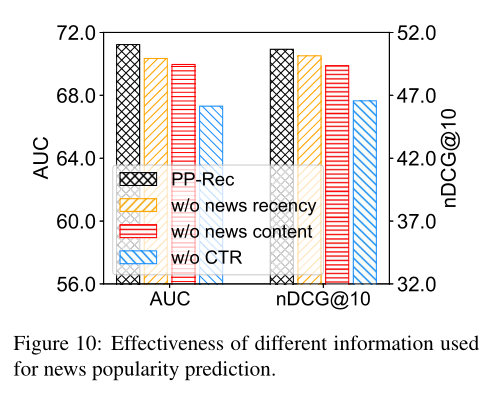 72.0
68.0
64.0
60.0
56.0
AUC
52.0
47.0
42.0
37.0
32.0
nDCG@10
PP-Rec
w/o news recency
w/o news content
w/o CTR
AUC
nDCG@10
Figure 10: Effectiveness of different information used
for news popularity prediction.